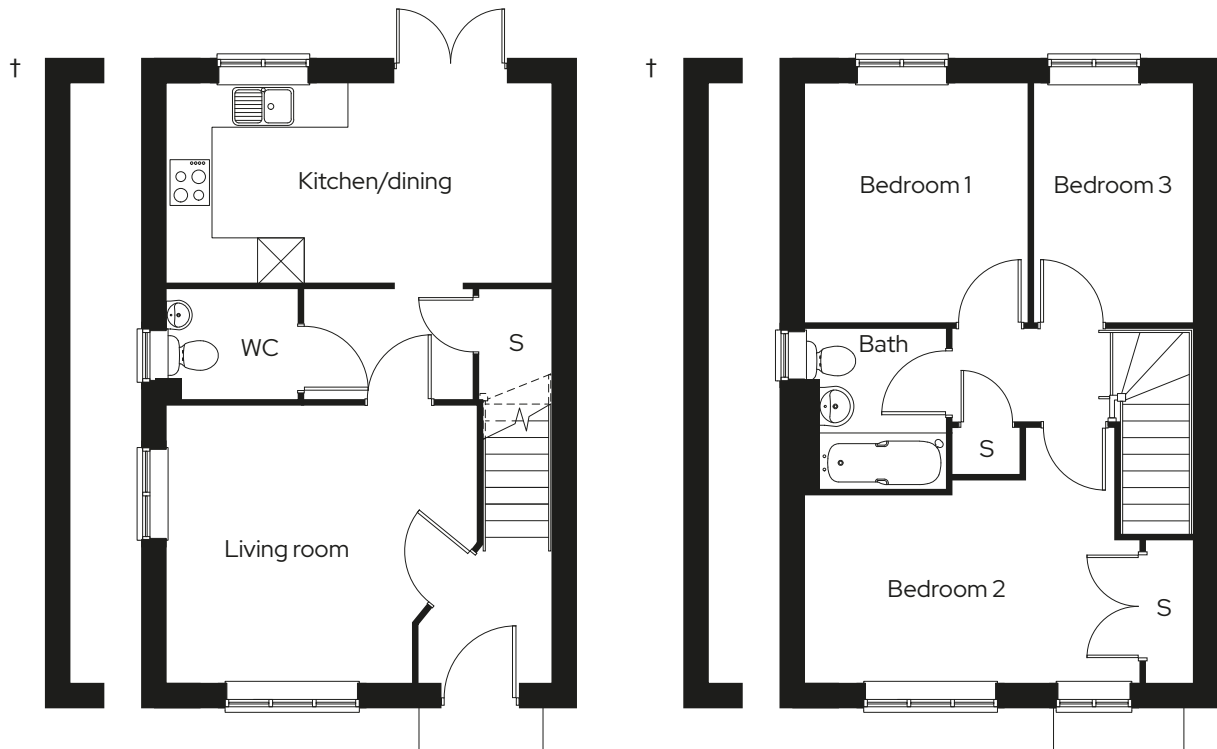 †
Kitchen/dining
WC
S
Living room
†
Bedroom 1
Bedroom 3
Bath
S
Bedroom 2
S